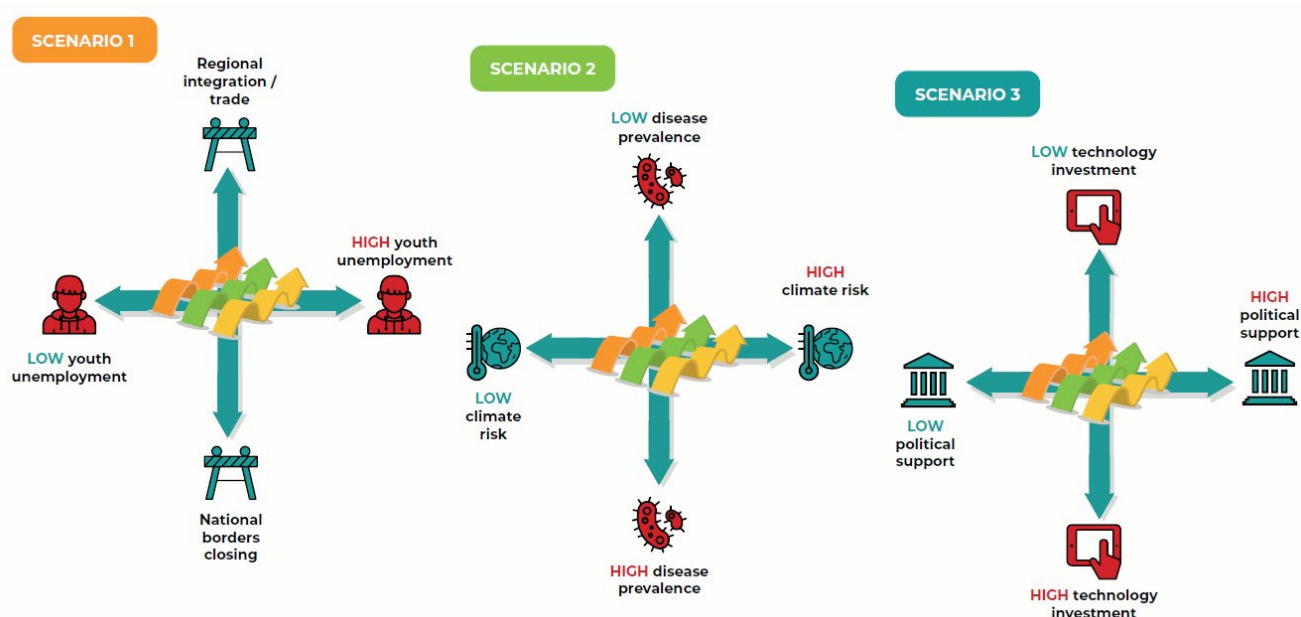 SCENARIO 1
Regional
integration /
trade
HIGH youth
unemployment
LOW youth
unemployment
National
borders
closing
SCENARIO 2
LOW disease
prevalence
HIGH
climate risk
LOW
climate
risk
HIGH disease
prevalence
SCENARIO 3
LOW technology
investment
HIGH
political
support
LOW
political
support
HIGH technology
investment